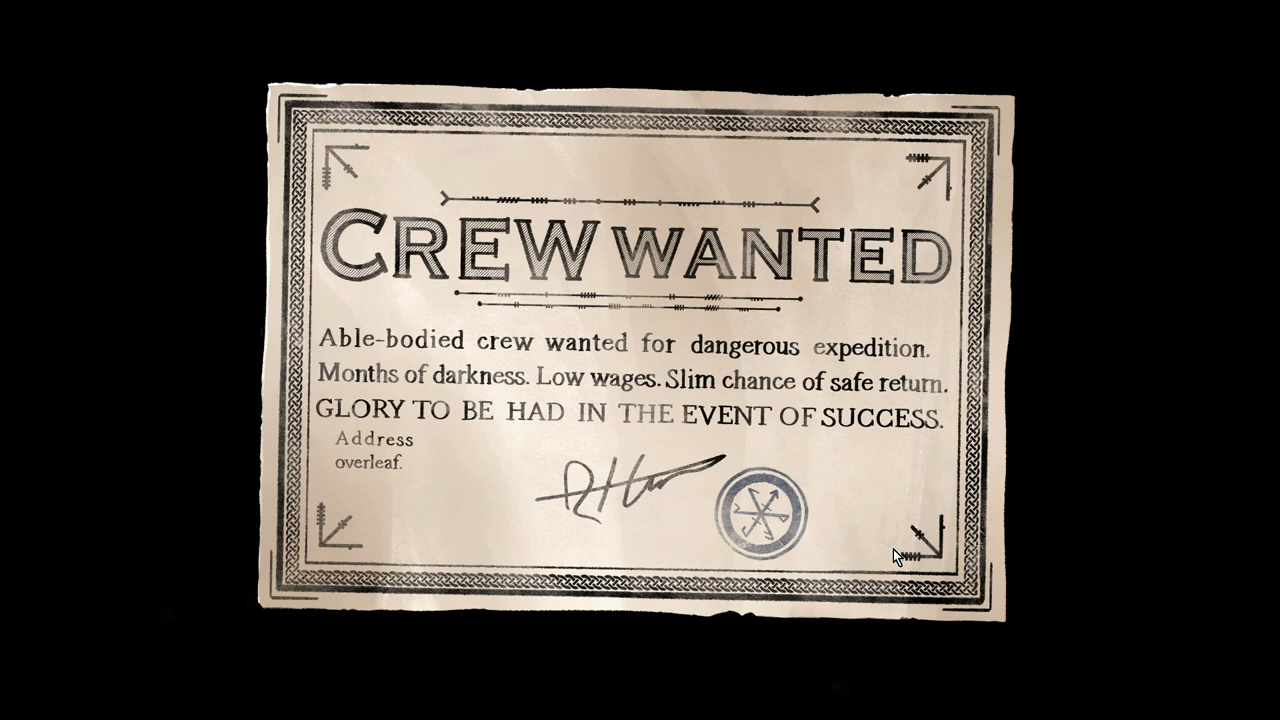 CREW WANTED
Able-bodied crew wanted for dangerous expedition.
Months of darkness. Low wages. Slim chance of safe return.
GLORY TO BE HAD IN THE EVENT OF SUCCESS.
Address
overleaf.